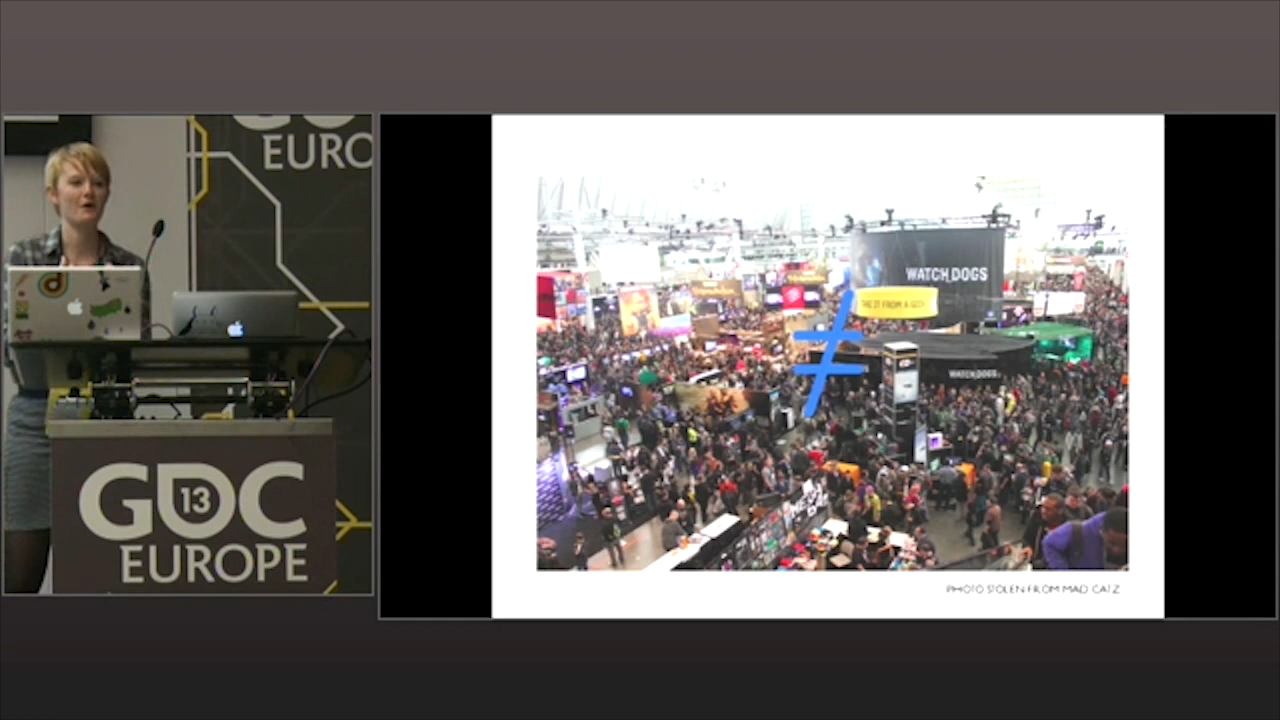 EURO
GDC
13
EUROPE
WATCH DOGS
WATCH DOGS
PHOTO STOLEN FROM MAD CATZ